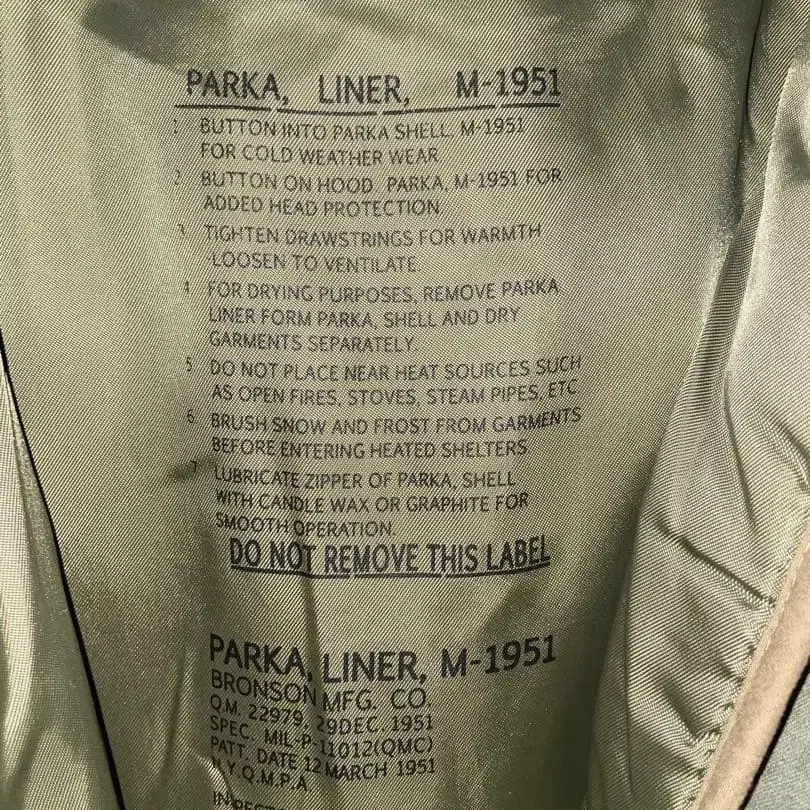 PARKA, LINER, M-1951
1 BUTTON INTO PARKA SHELL, M-1951
FOR COLD WEATHER WEAR
2 BUTTON ON HOOD PARKA, M-1951 FOR
ADDED HEAD PROTECTION.
3 TIGHTEN DRAWSTRINGS FOR WARMTH
-LOOSEN TO VENTILATE.
4 FOR DRYING PURPOSES, REMOVE PARKA
LINER FORM PARKA, SHELL AND DRY
GARMENTS SEPARATELY.
5 DO NOT PLACE NEAR HEAT SOURCES SUCH
AS OPEN FIRES, STOVES, STEAM PIPES, ETC
6 BRUSH SNOW AND FROST FROM GARMENTS
BEFORE ENTERING HEATED SHELTERS
7 LUBRICATE ZIPPER OF PARKA, SHELL
WITH CANDLE WAX OR GRAPHITE FOR
SMOOTH OPERATION.
DO NOT REMOVE THIS LABEL
PARKA, LINER, M-1951
BRONSON MFG. CO.
Q.M. 22979, 29DEC. 1951
SPEC. MIL-P-11012(QMC)
PATT. DATE 12 MARCH 1951
N.Y.Q.M.P.A.